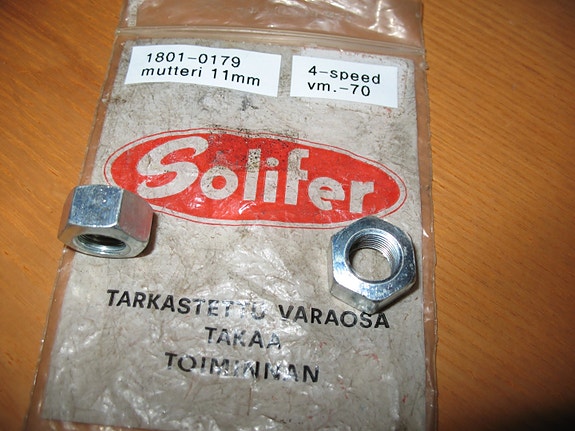 1801-0179
mutteri 11mm
4-speed
vm.-70
Solifer
TARKASTETTU VARAOSA
TAKAA
TOIMINNAN